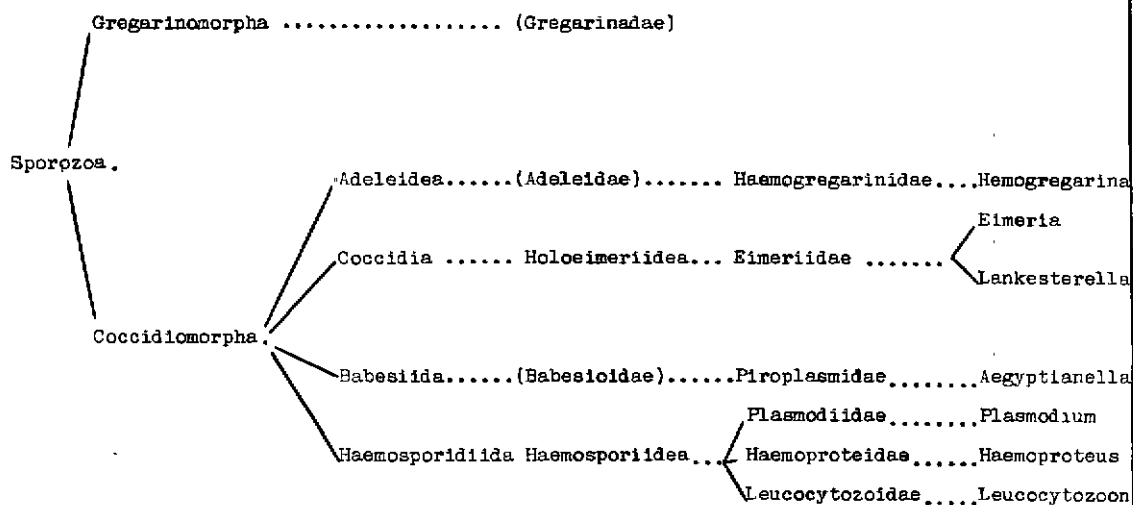 Gregarinomorpha .................. (Gregarinadae]
Sporozoa.
Adeleidea......(Adeleidae)....... Haemogregarinidae....Hemogregarina
Eimeria
Coccidia ...... Holoeimeriidea... Eimeriidae .......
Lankesterella
Coccidiomorpha.
Babesiida......(Babesioidae)......Piroplasmidae........Aegyptianella
Plasmodiidae........Plasmodium
Haemosporidiida Haemosporiidea... Haemoproteidae......Haemoproteus
Leucocytozoidae.....Leucocytozoon